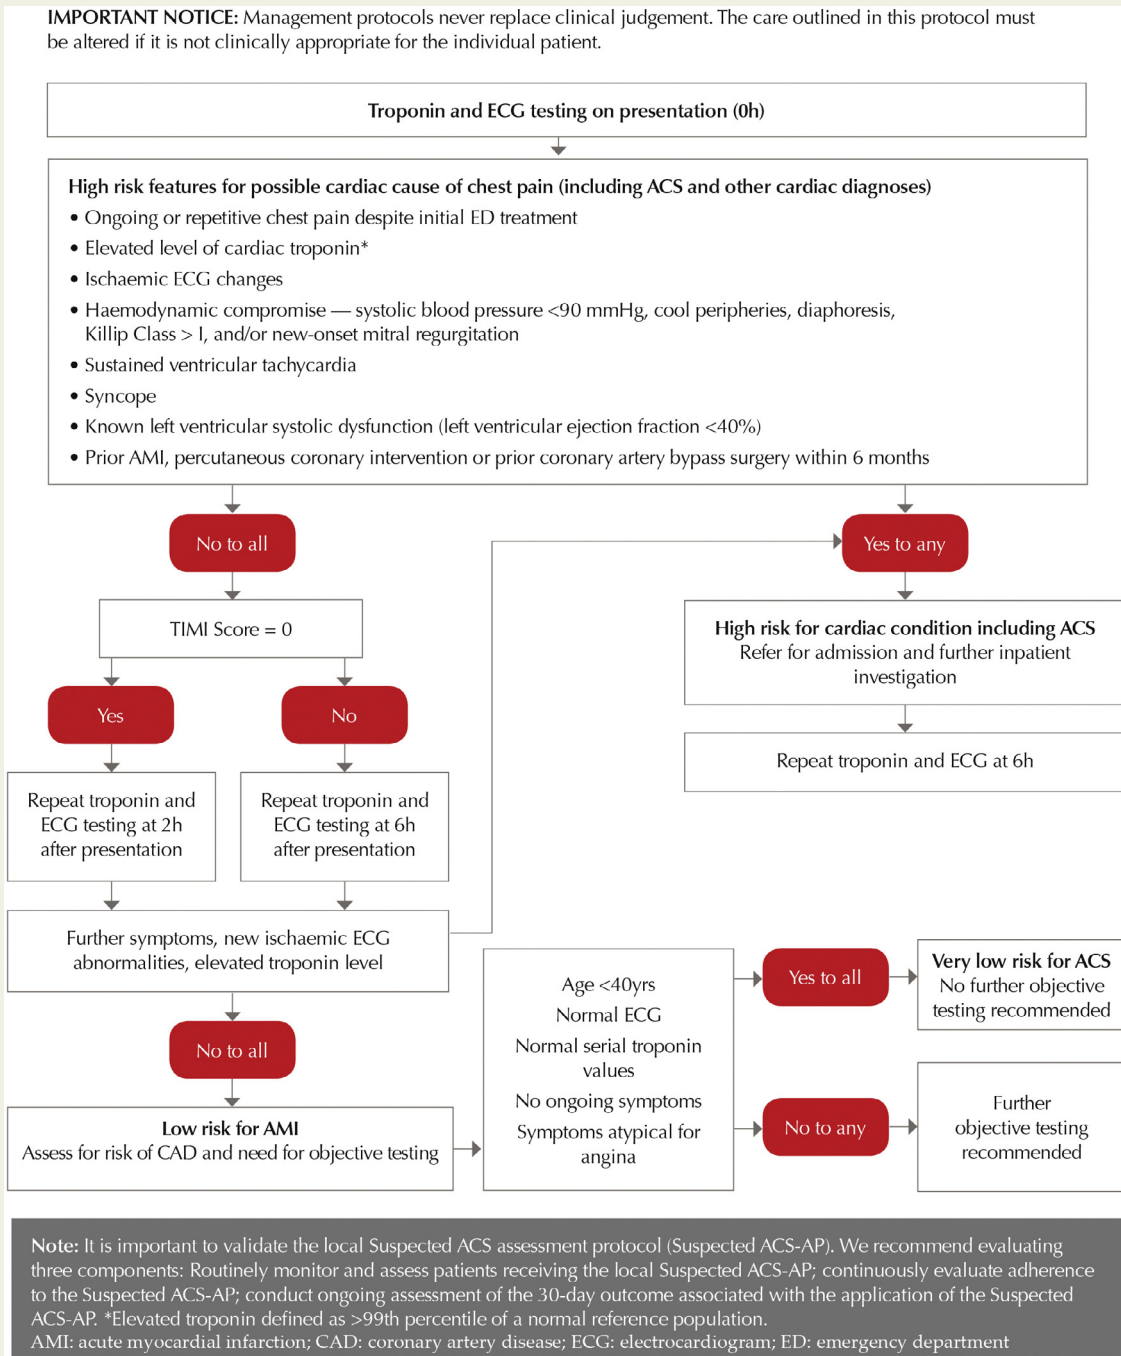 IMPORTANT NOTICE: Management protocols never replace clinical judgement. The care outlined in this protocol must
be altered if it is not clinically appropriate for the individual patient.
Troponin and ECG testing on presentation (0h)
High risk features for possible cardiac cause of chest pain (including ACS and other cardiac diagnoses)
• Ongoing or repetitive chest pain despite initial ED treatment
• Elevated level of cardiac troponin*
• Ischaemic ECG changes
• Haemodynamic compromise — systolic blood pressure <90 mmHg, cool peripheries, diaphoresis,
Killip Class > I, and/or new-onset mitral regurgitation
• Sustained ventricular tachycardia
• Syncope
• Known left ventricular systolic dysfunction (left ventricular ejection fraction <40%)
• Prior AMI, percutaneous coronary intervention or prior coronary artery bypass surgery within 6 months
No to all
Yes to any
TIMI Score = 0
High risk for cardiac condition including ACS
Refer for admission and further inpatient
investigation
Yes
No
Repeat troponin and ECG at 6h
Repeat troponin and
ECG testing at 2h
after presentation
Repeat troponin and
ECG testing at 6h
after presentation
Further symptoms, new ischaemic ECG
abnormalities, elevated troponin level
No to all
Low risk for AMI
Assess for risk of CAD and need for objective testing
Age <40yrs
Normal ECG
Normal serial troponin
values
No ongoing symptoms
Symptoms atypical for
angina
Yes to all
Very low risk for ACS
No further objective
testing recommended
No to any
Further
objective testing
recommended
Note: It is important to validate the local Suspected ACS assessment protocol (Suspected ACS-AP). We recommend evaluating
three components: Routinely monitor and assess patients receiving the local Suspected ACS-AP; continuously evaluate adherence
to the Suspected ACS-AP; conduct ongoing assessment of the 30-day outcome associated with the application of the Suspected
ACS-AP. *Elevated troponin defined as >99th percentile of a normal reference population.
AMI: acute myocardial infarction; CAD: coronary artery disease; ECG: electrocardiogram; ED: emergency department